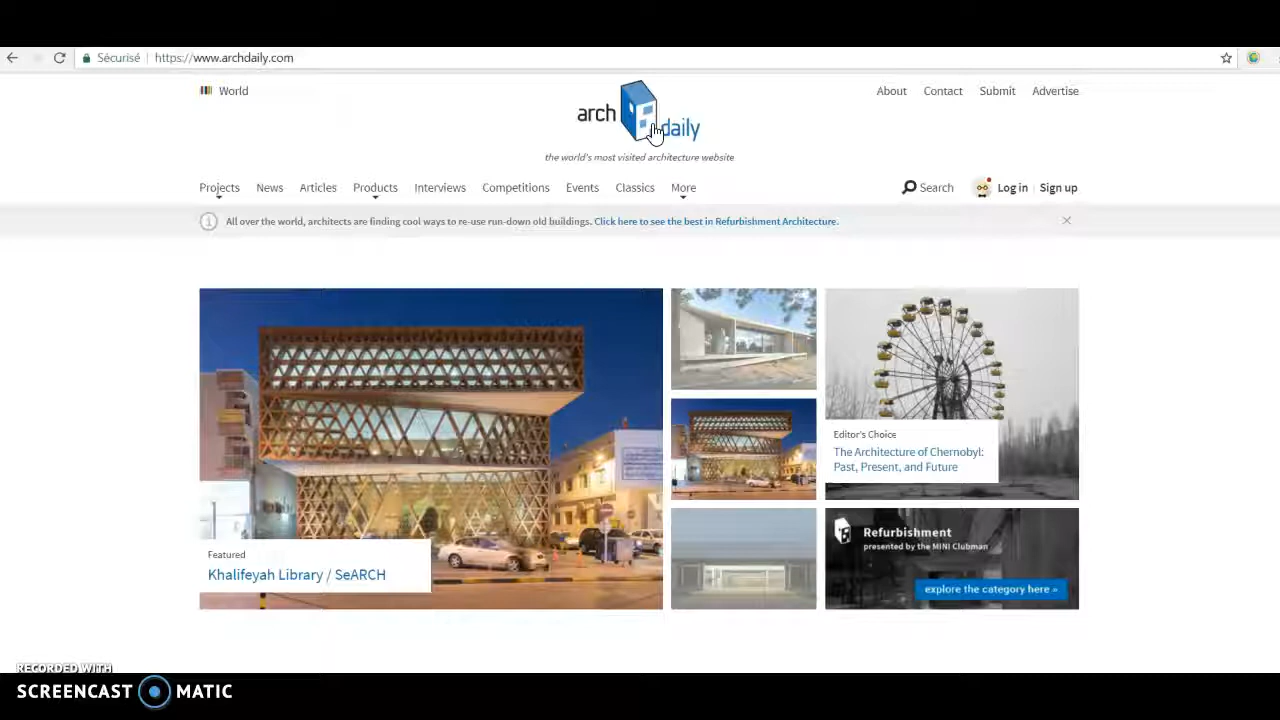 Sécurisé https://www.archdaily.com
World
arch daily
About Contact Submit Advertise
the world's most visited architecture website
Projects News Articles Products Interviews Competitions Events Classics More
Search Log in Sign up
All over the world, architects are finding cool ways to re-use run-down old buildings. Click here to see the best in Refurbishment Architecture.
Featured
Khalifeyah Library / SeARCH
Editor's Choice
The Architecture of Chernobyl:
Past, Present, and Future
Refurbishment
presented by the MINI Clubman
explore the category here »
RECORDED WITH
SCREENCAST MATIC